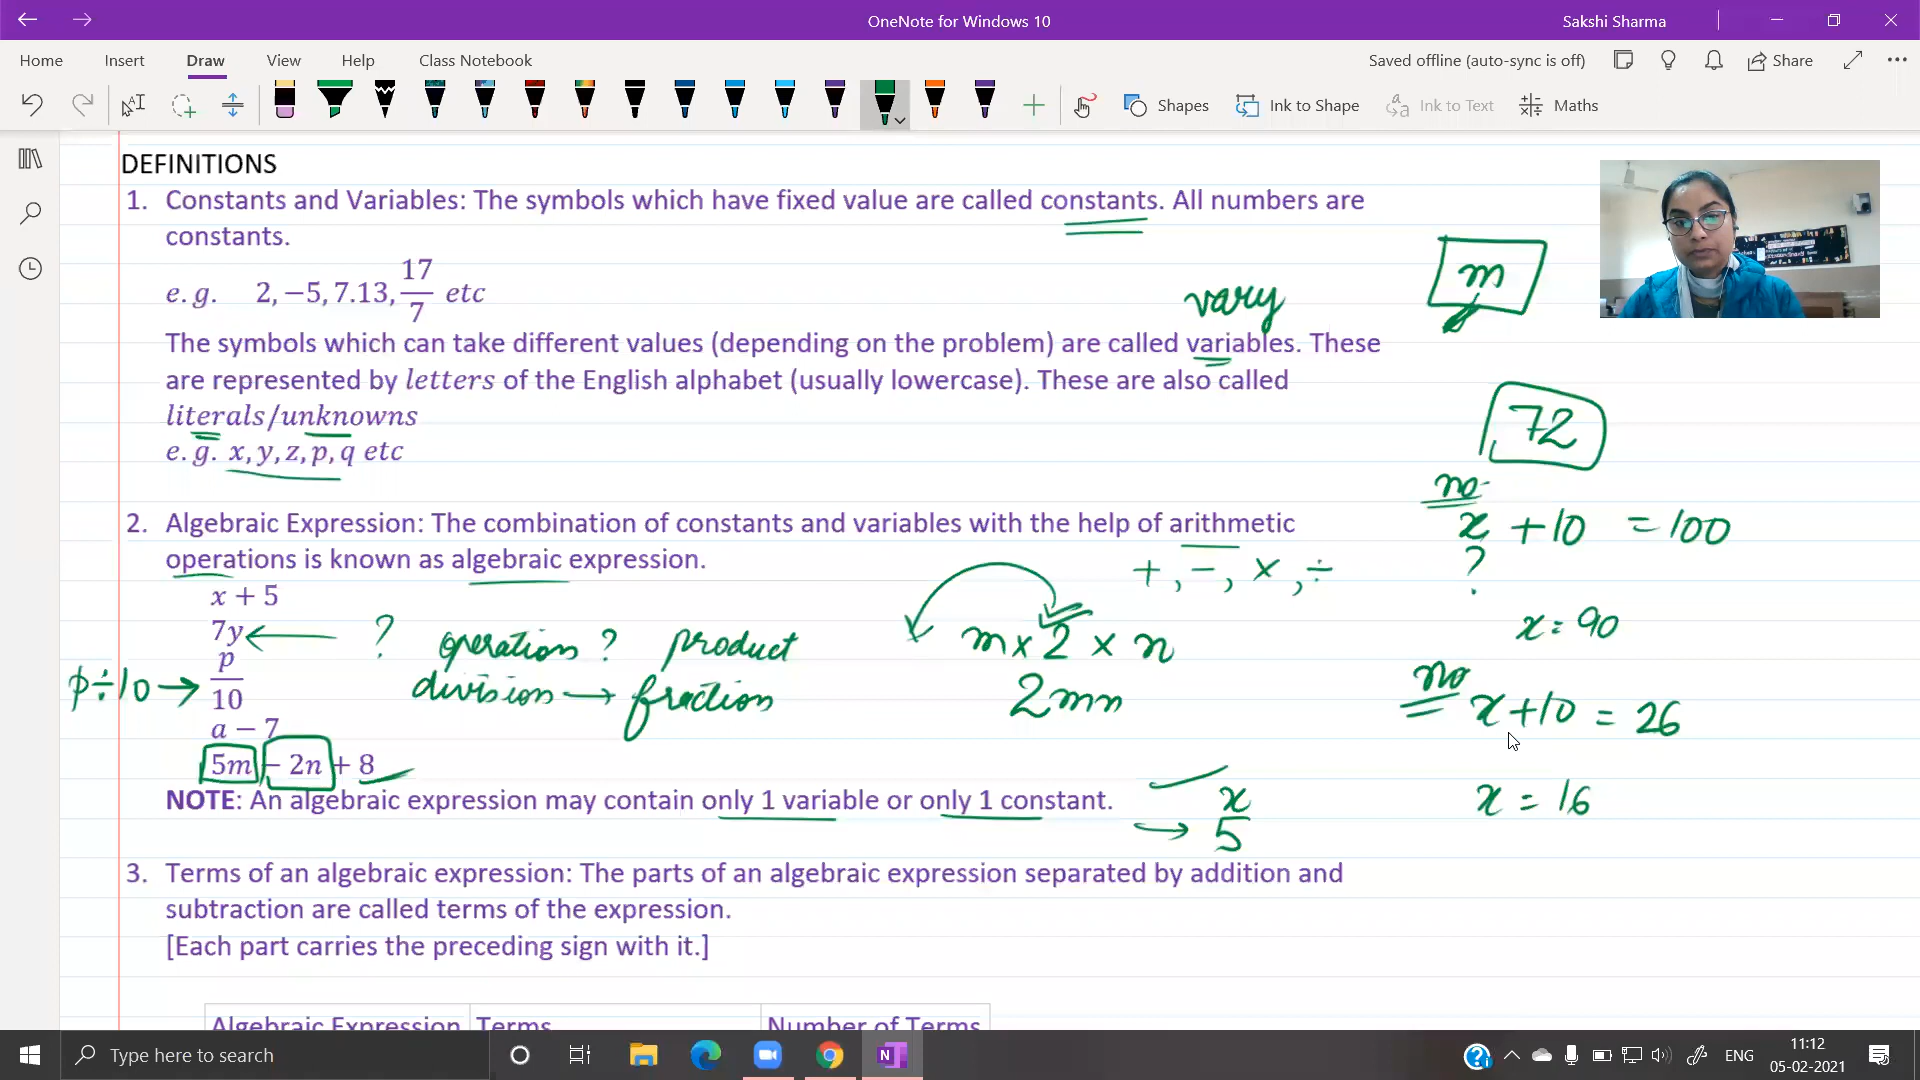 OneNote for Windows 10
Sakshi Sharma
Home Insert Draw View Help Class Notebook
Saved offline (auto-sync is off) Share
Shapes Ink to Shape Ink to Text Maths
DEFINITIONS
1. Constants and Variables: The symbols which have fixed value are called constants. All numbers are
constants.
e.g. 2, −5, 7.13, 17/7 etc
vary
m
The symbols which can take different values (depending on the problem) are called variables. These
are represented by letters of the English alphabet (usually lowercase). These are also called
literals/unknowns
e.g. x, y, z, p, q etc
72
no.
x + 10 = 100
?
x = 90
2. Algebraic Expression: The combination of constants and variables with the help of arithmetic
operations is known as algebraic expression.
+, −, ×, ÷
x + 5
7y ← ? operation ? product
m × 2 × n
p ÷ 10 → p/10 division → fraction
2mn
no
x + 10 = 26
a − 7
5m − 2n + 8
NOTE: An algebraic expression may contain only 1 variable or only 1 constant.
x
→ 5
x = 16
3. Terms of an algebraic expression: The parts of an algebraic expression separated by addition and
subtraction are called terms of the expression.
[Each part carries the preceding sign with it.]
Algebraic Expression Terms Number of Terms
Type here to search
ENG
11:12
05-02-2021